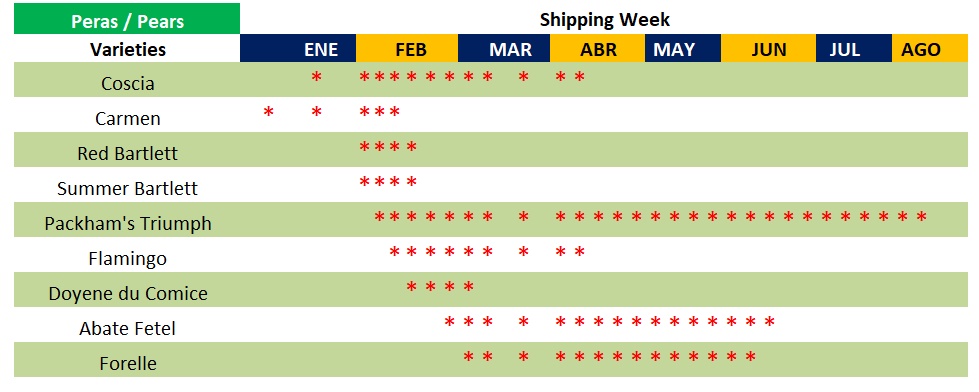 Peras / Pears Shipping Week
Varieties ENE FEB MAR ABR MAY JUN JUL AGO
Coscia * * * * * * * * * * * *
Carmen * * * * *
Red Bartlett * * * *
Summer Bartlett * * * *
Packham's Triumph * * * * * * * * * * * * * * * * * * * * * * * * * * * * *
Flamingo * * * * * * * * *
Doyene du Comice * * * *
Abate Fetel * * * * * * * * * * * * * * * *
Forelle * * * * * * * * * * * * * *